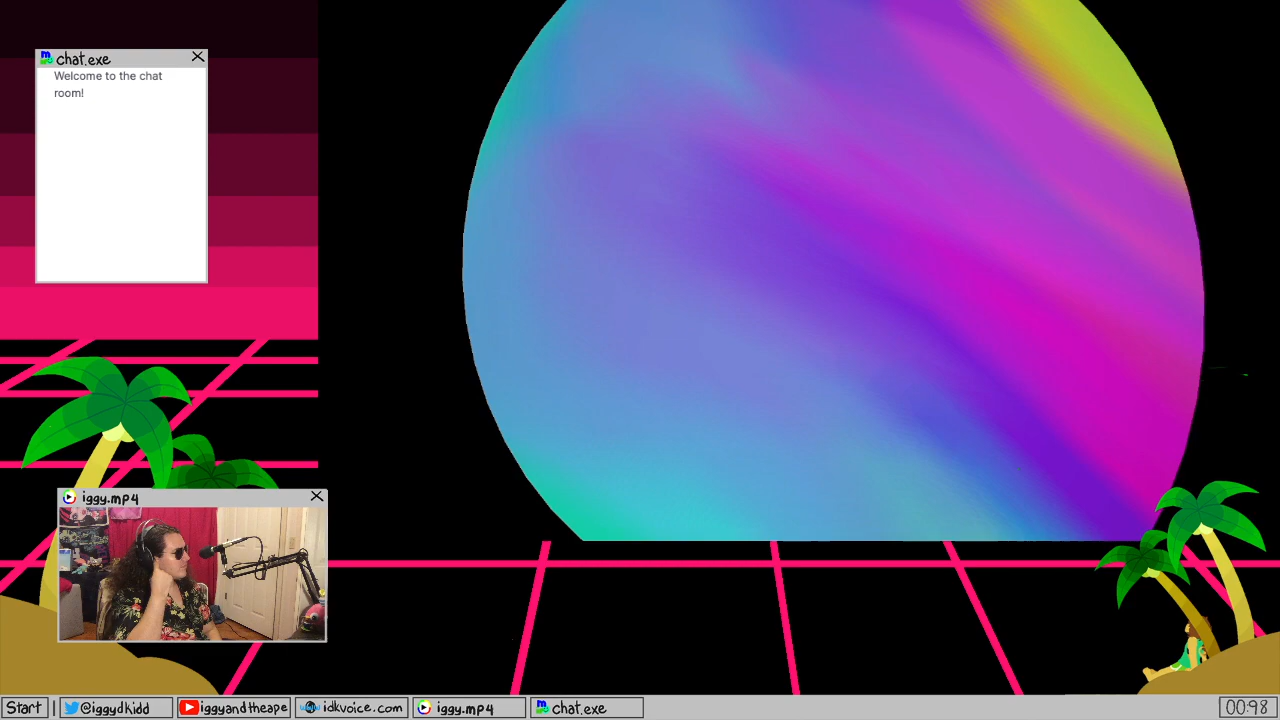 chat.exe
Welcome to the chat
room!
iggy.mp4
Start | @iggydkidd iggyandtheape www idkvoice.com iggy.mp4 chat.exe 00:98